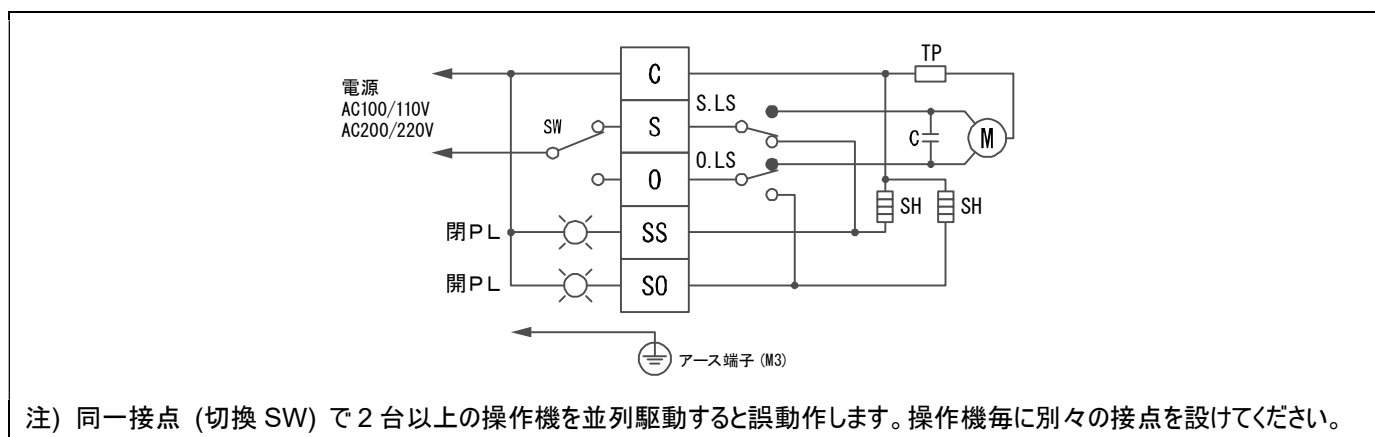 電源
AC100/110V
AC200/220V
SW
C
S
O
SS
SO
S.LS
O.LS
TP
C
M
SH
SH
閉PL
開PL
アース端子 (M3)
注) 同一接点 (切換 SW) で2台以上の操作機を並列駆動すると誤動作します。操作機毎に別々の接点を設けてください。